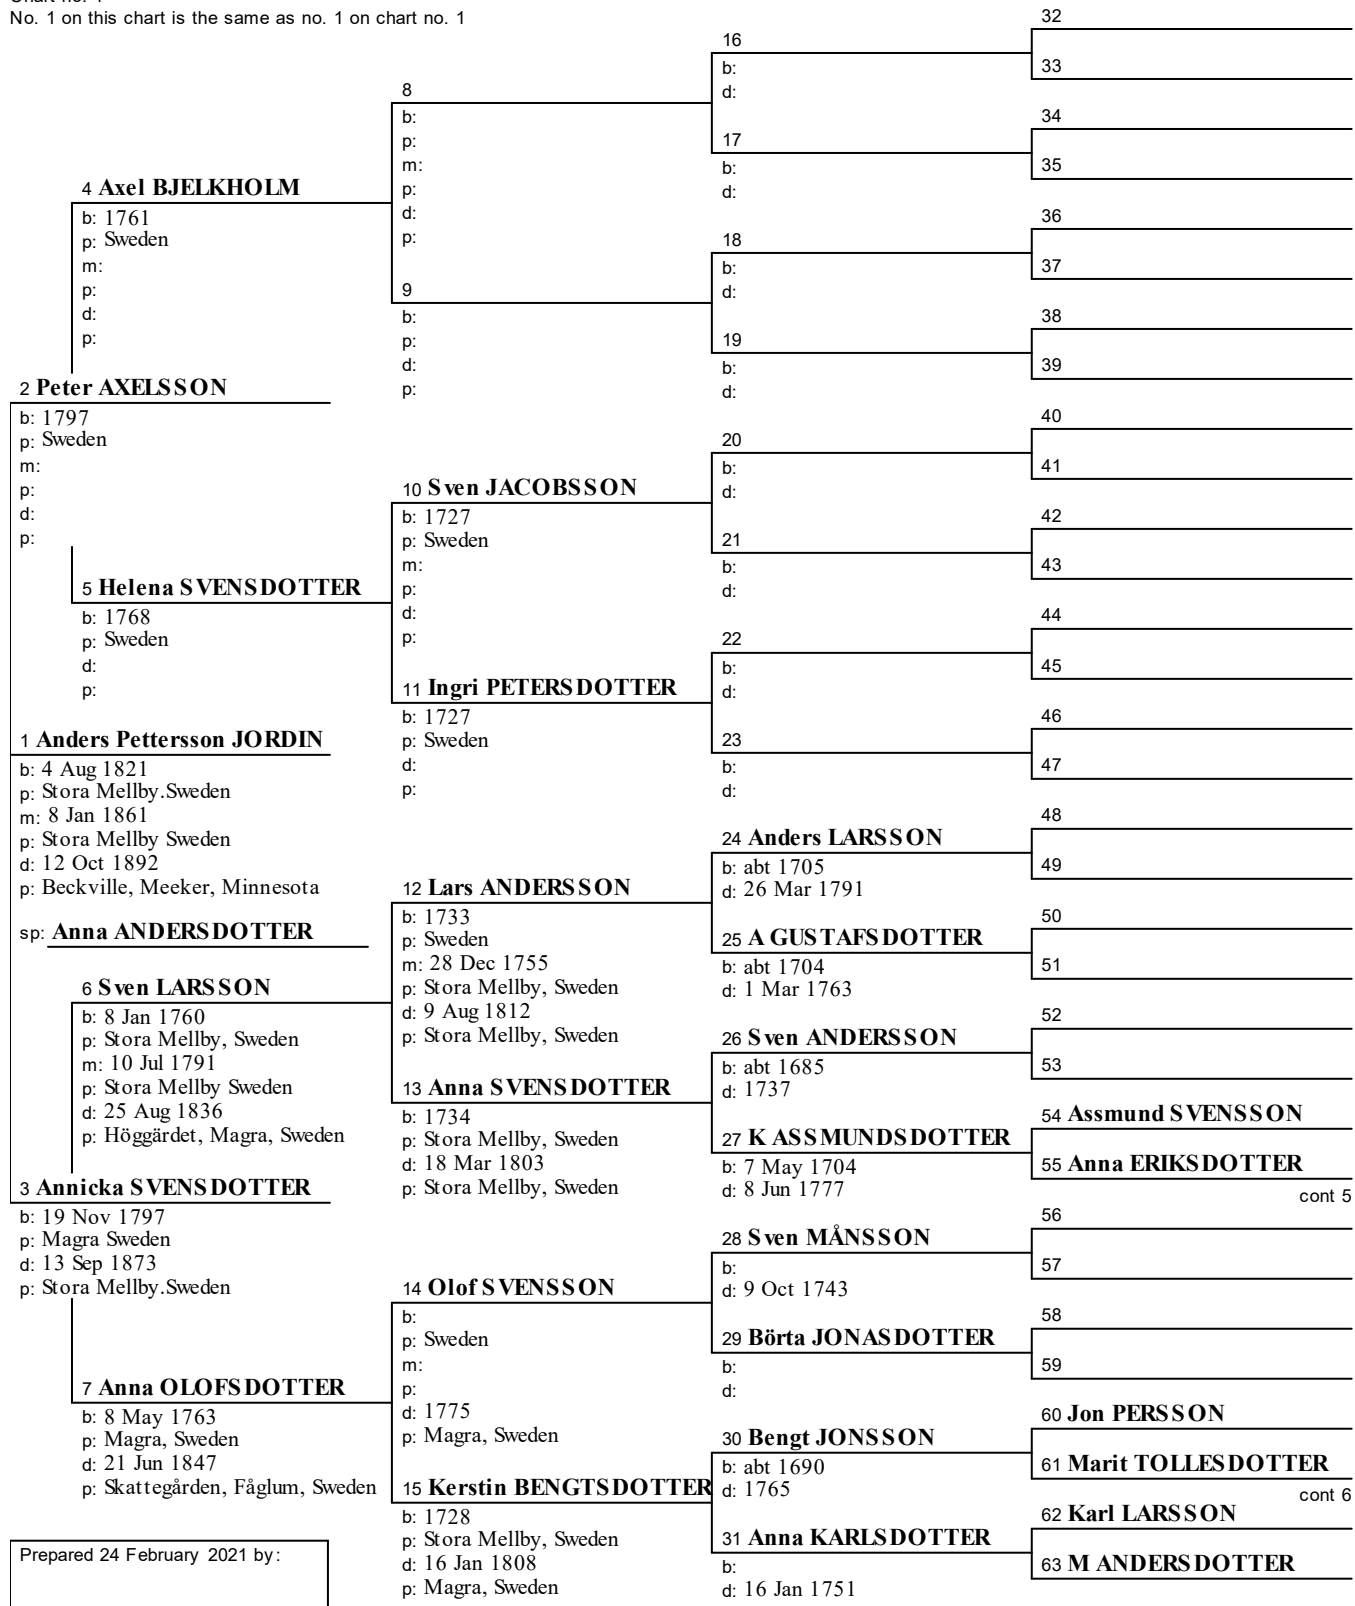 No. 1 on this chart is the same as no. 1 on chart no. 1
1 Anders Pettersson JORDIN
b: 4 Aug 1821
p: Stora Mellby.Sweden
m: 8 Jan 1861
p: Stora Mellby Sweden
d: 12 Oct 1892
p: Beckville, Meeker, Minnesota
sp: Anna ANDERSDOTTER
2 Peter AXELSSON
b: 1797
p: Sweden
m:
p:
d:
p:
3 Annicka SVENSDOTTER
b: 19 Nov 1797
p: Magra Sweden
d: 13 Sep 1873
p: Stora Mellby.Sweden
4 Axel BJELKHOLM
b: 1761
p: Sweden
m:
p:
d:
p:
5 Helena SVENSDOTTER
b: 1768
p: Sweden
d:
p:
6 Sven LARSSON
b: 8 Jan 1760
p: Stora Mellby, Sweden
m: 10 Jul 1791
p: Stora Mellby Sweden
d: 25 Aug 1836
p: Höggärdet, Magra, Sweden
7 Anna OLOFSDOTTER
b: 8 May 1763
p: Magra, Sweden
d: 21 Jun 1847
p: Skattegården, Fåglum, Sweden
8
b:
p:
m:
p:
d:
p:
9
b:
p:
d:
p:
10 Sven JACOBSSON
b: 1727
p: Sweden
m:
p:
d:
p:
11 Ingri PETERSDOTTER
b: 1727
p: Sweden
d:
p:
12 Lars ANDERSSON
b: 1733
p: Sweden
m: 28 Dec 1755
p: Stora Mellby, Sweden
d: 9 Aug 1812
p: Stora Mellby, Sweden
13 Anna SVENSDOTTER
b: 1734
p: Stora Mellby, Sweden
d: 18 Mar 1803
p: Stora Mellby, Sweden
14 Olof SVENSSON
b:
p: Sweden
m:
p:
d: 1775
p: Magra, Sweden
15 Kerstin BENGTSDOTTER
b: 1728
p: Stora Mellby, Sweden
d: 16 Jan 1808
p: Magra, Sweden
16
b:
d:
17
b:
d:
18
b:
d:
19
b:
d:
20
b:
d:
21
b:
d:
22
b:
d:
23
b:
d:
24 Anders LARSSON
b: abt 1705
d: 26 Mar 1791
25 A GUSTAFSDOTTER
b: abt 1704
d: 1 Mar 1763
26 Sven ANDERSSON
b: abt 1685
d: 1737
27 K ASSMUNDSDOTTER
b: 7 May 1704
d: 8 Jun 1777
28 Sven MÅNSSON
b:
d: 9 Oct 1743
29 Börta JONASDOTTER
b:
d:
30 Bengt JONSSON
b: abt 1690
d: 1765
31 Anna KARLSDOTTER
b:
d: 16 Jan 1751
32
33
34
35
36
37
38
39
40
41
42
43
44
45
46
47
48
49
50
51
52
53
54 Assmund SVENSSON
55 Anna ERIKSDOTTER
cont 5
56
57
58
59
60 Jon PERSSON
61 Marit TOLLESDOTTER
cont 6
62 Karl LARSSON
63 M ANDERSDOTTER
Prepared 24 February 2021 by: